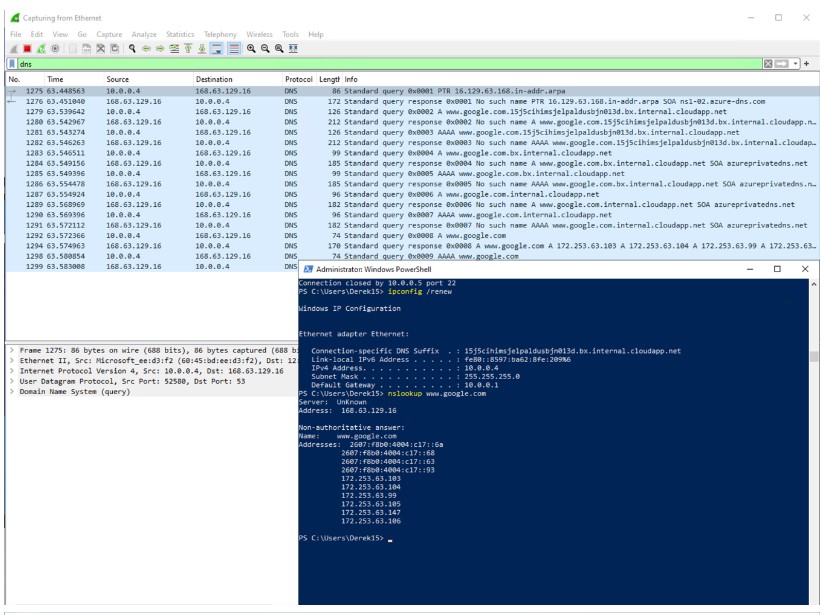 Capturing from Ethernet
File Edit View Go Capture Analyze Statistics Telephony Wireless Tools Help
dns
No. Time Source Destination Protocol Length Info
1275 63.448563 10.0.0.4 168.63.129.16 DNS 86 Standard query 0x0001 PTR 16.129.63.168.in-addr.arpa
1276 63.451040 168.63.129.16 10.0.0.4 DNS 172 Standard query response 0x0001 No such name PTR 16.129.63.168.in-addr.arpa SOA ns1-02.azure-dns.com
1279 63.539642 10.0.0.4 168.63.129.16 DNS 126 Standard query 0x0002 A www.google.com.15j5cihimsjelpaldusbjn013d.bx.internal.cloudapp.net
1280 63.542967 168.63.129.16 10.0.0.4 DNS 212 Standard query response 0x0002 No such name A www.google.com.15j5cihimsjelpaldusbjn013d.bx.internal.cloudapp.n…
1281 63.543274 10.0.0.4 168.63.129.16 DNS 126 Standard query 0x0003 AAAA www.google.com.15j5cihimsjelpaldusbjn013d.bx.internal.cloudapp.net
1282 63.546263 168.63.129.16 10.0.0.4 DNS 212 Standard query response 0x0003 No such name AAAA www.google.com.15j5cihimsjelpaldusbjn013d.bx.internal.cloudap…
1283 63.546511 10.0.0.4 168.63.129.16 DNS 99 Standard query 0x0004 A www.google.com.bx.internal.cloudapp.net
1284 63.549156 168.63.129.16 10.0.0.4 DNS 185 Standard query response 0x0004 No such name A www.google.com.bx.internal.cloudapp.net SOA azureprivatedns.net
1285 63.549396 10.0.0.4 168.63.129.16 DNS 99 Standard query 0x0005 AAAA www.google.com.bx.internal.cloudapp.net
1286 63.554478 168.63.129.16 10.0.0.4 DNS 185 Standard query response 0x0005 No such name AAAA www.google.com.bx.internal.cloudapp.net SOA azureprivatedns.n…
1287 63.554924 10.0.0.4 168.63.129.16 DNS 96 Standard query 0x0006 A www.google.com.internal.cloudapp.net
1289 63.568969 168.63.129.16 10.0.0.4 DNS 182 Standard query response 0x0006 No such name A www.google.com.internal.cloudapp.net SOA azureprivatedns.net
1290 63.569396 10.0.0.4 168.63.129.16 DNS 96 Standard query 0x0007 AAAA www.google.com.internal.cloudapp.net
1291 63.572112 168.63.129.16 10.0.0.4 DNS 182 Standard query response 0x0007 No such name AAAA www.google.com.internal.cloudapp.net SOA azureprivatedns.net
1292 63.572366 10.0.0.4 168.63.129.16 DNS 74 Standard query 0x0008 A www.google.com
1294 63.574963 168.63.129.16 10.0.0.4 DNS 170 Standard query response 0x0008 A www.google.com A 172.253.63.103 A 172.253.63.104 A 172.253.63.99 A 172.253.63…
1298 63.580854 10.0.0.4 168.63.129.16 DNS 74 Standard query 0x0009 AAAA www.google.com
1299 63.583008 168.63.129.16 10.0.0.4 DNS
Frame 1275: 86 bytes on wire (688 bits), 86 bytes captured (688 b
Ethernet II, Src: Microsoft_ee:d3:f2 (60:45:bd:ee:d3:f2), Dst: 12
Internet Protocol Version 4, Src: 10.0.0.4, Dst: 168.63.129.16
User Datagram Protocol, Src Port: 52580, Dst Port: 53
Domain Name System (query)
Administrator: Windows PowerShell
Connection closed by 10.0.0.5 port 22
PS C:\Users\Derek15> ipconfig /renew
Windows IP Configuration
Ethernet adapter Ethernet:
Connection-specific DNS Suffix . : 15j5cihimsjelpaldusbjn013d.bx.internal.cloudapp.net
Link-local IPv6 Address . . . . . : fe80::8597:ba62:8fe:209%6
IPv4 Address. . . . . . . . . . . : 10.0.0.4
Subnet Mask . . . . . . . . . . . : 255.255.255.0
Default Gateway . . . . . . . . . : 10.0.0.1
PS C:\Users\Derek15> nslookup www.google.com
Server: UnKnown
Address: 168.63.129.16
Non-authoritative answer:
Name: www.google.com
Addresses: 2607:f8b0:4004:c17::6a
2607:f8b0:4004:c17::68
2607:f8b0:4004:c17::63
2607:f8b0:4004:c17::93
172.253.63.103
172.253.63.104
172.253.63.99
172.253.63.105
172.253.63.147
172.253.63.106
PS C:\Users\Derek15> _